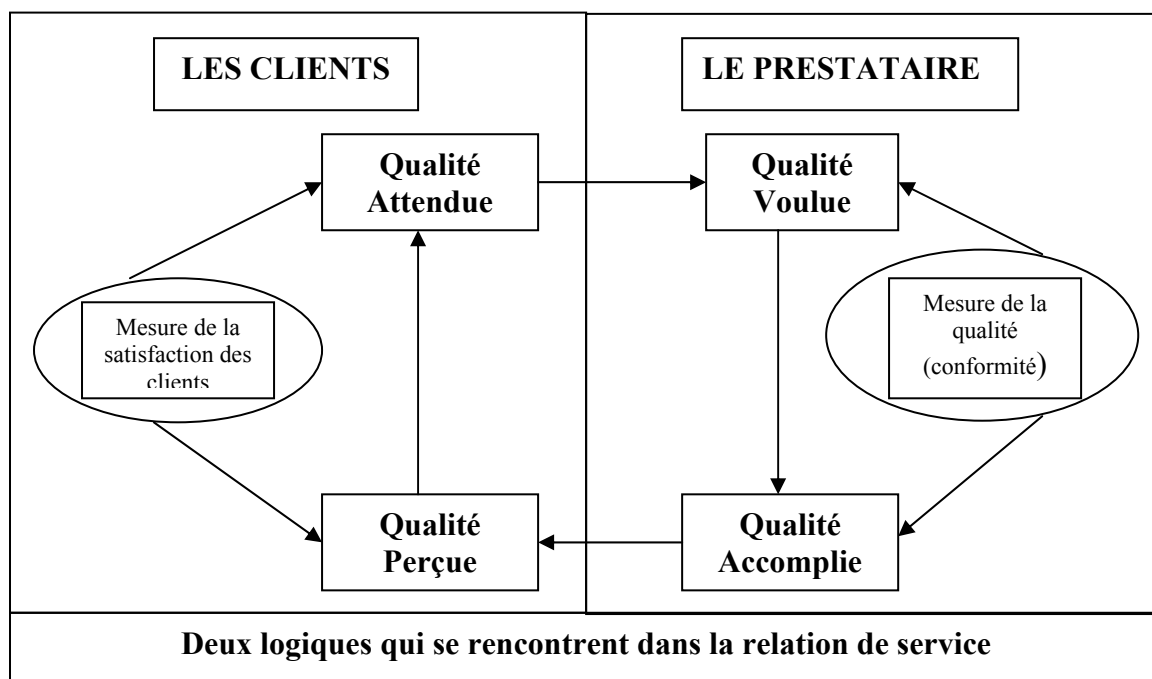 LES CLIENTS
LE PRESTATAIRE
Qualité
Attendue
Qualité
Voulue
Mesure de la
satisfaction des
clients
Mesure de la
qualité
(conformité)
Qualité
Perçue
Qualité
Accomplie
Deux logiques qui se rencontrent dans la relation de service